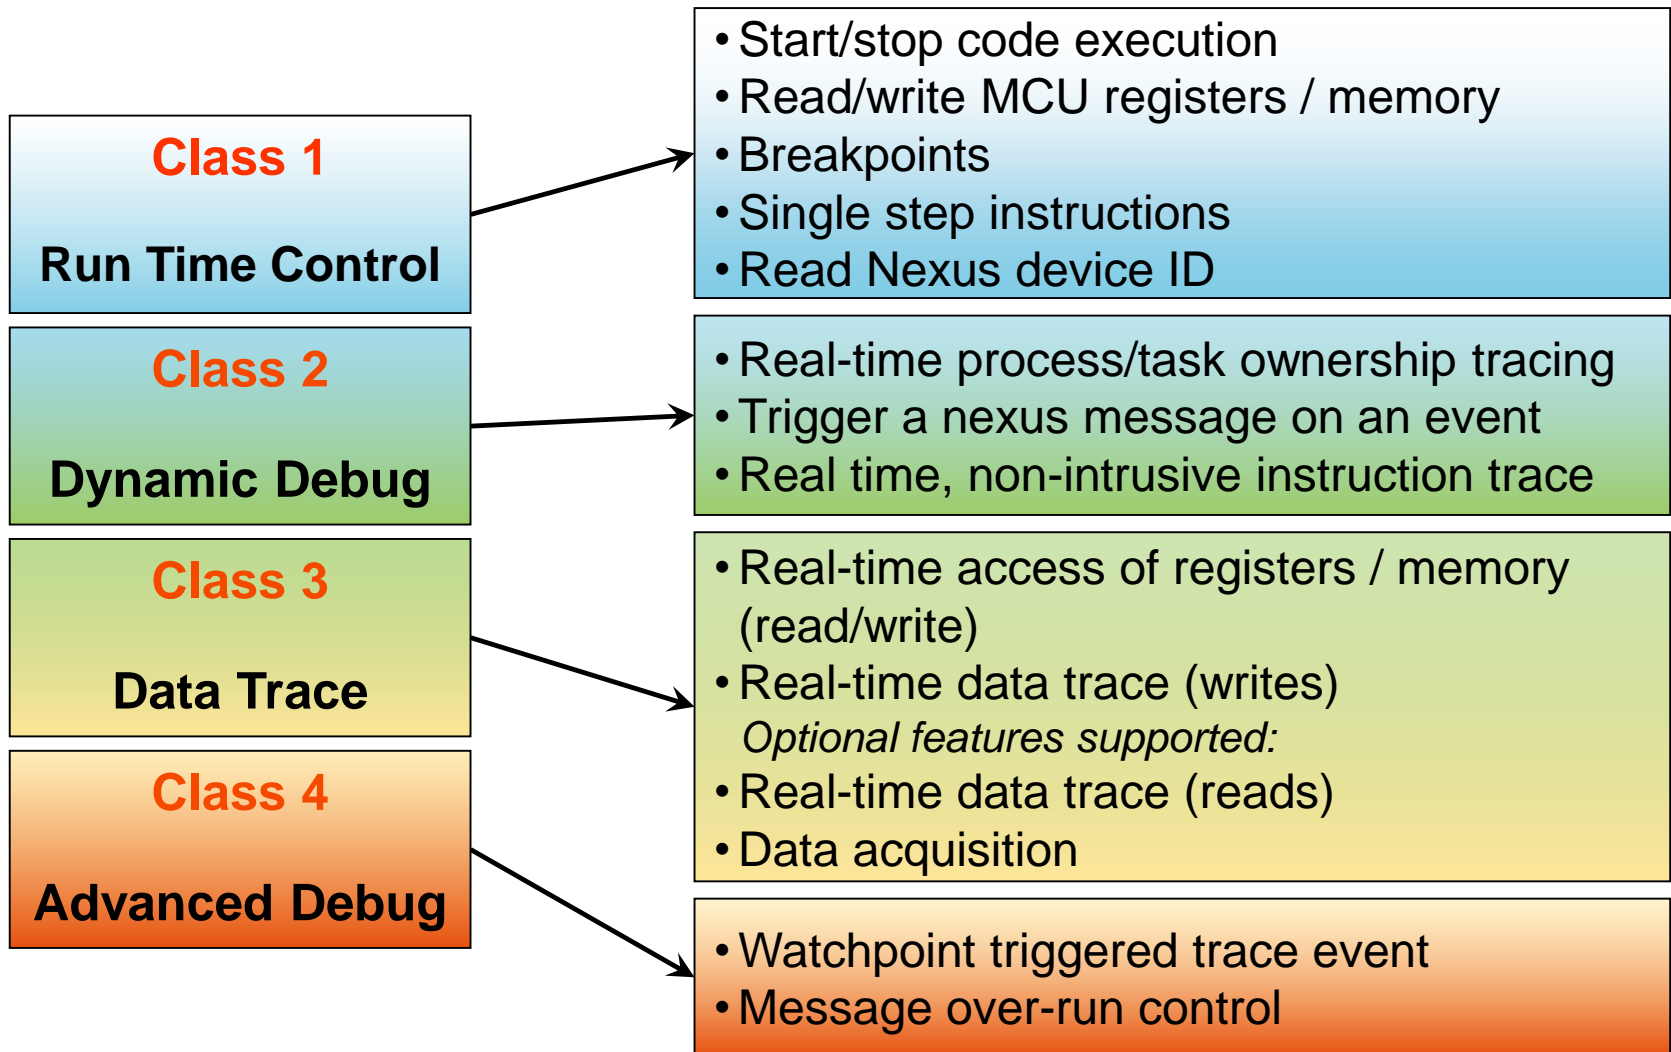 Class 1
Run Time Control
• Start/stop code execution
• Read/write MCU registers / memory
• Breakpoints
• Single step instructions
• Read Nexus device ID
Class 2
Dynamic Debug
• Real-time process/task ownership tracing
• Trigger a nexus message on an event
• Real time, non-intrusive instruction trace
Class 3
Data Trace
• Real-time access of registers / memory
(read/write)
• Real-time data trace (writes)
Optional features supported:
• Real-time data trace (reads)
• Data acquisition
Class 4
Advanced Debug
• Watchpoint triggered trace event
• Message over-run control